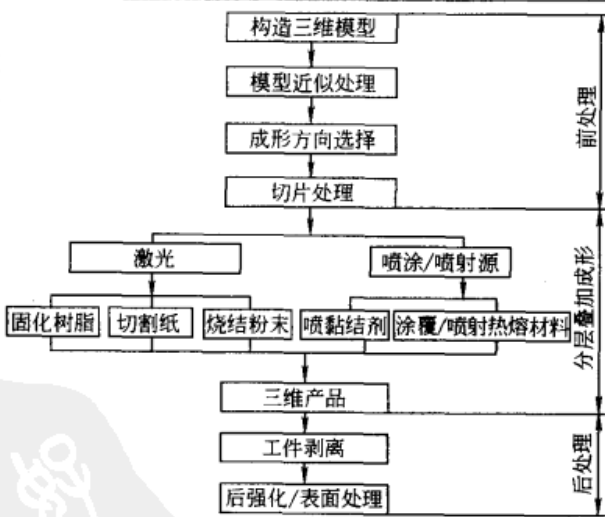 构造三维模型
模型近似处理
成形方向选择
切片处理
前处理
激光
喷涂/喷射源
固化树脂
切割纸
烧结粉末
喷黏结剂
涂覆/喷射热熔材料
三维产品
分层叠加成形
工件剥离
后强化/表面处理
后处理